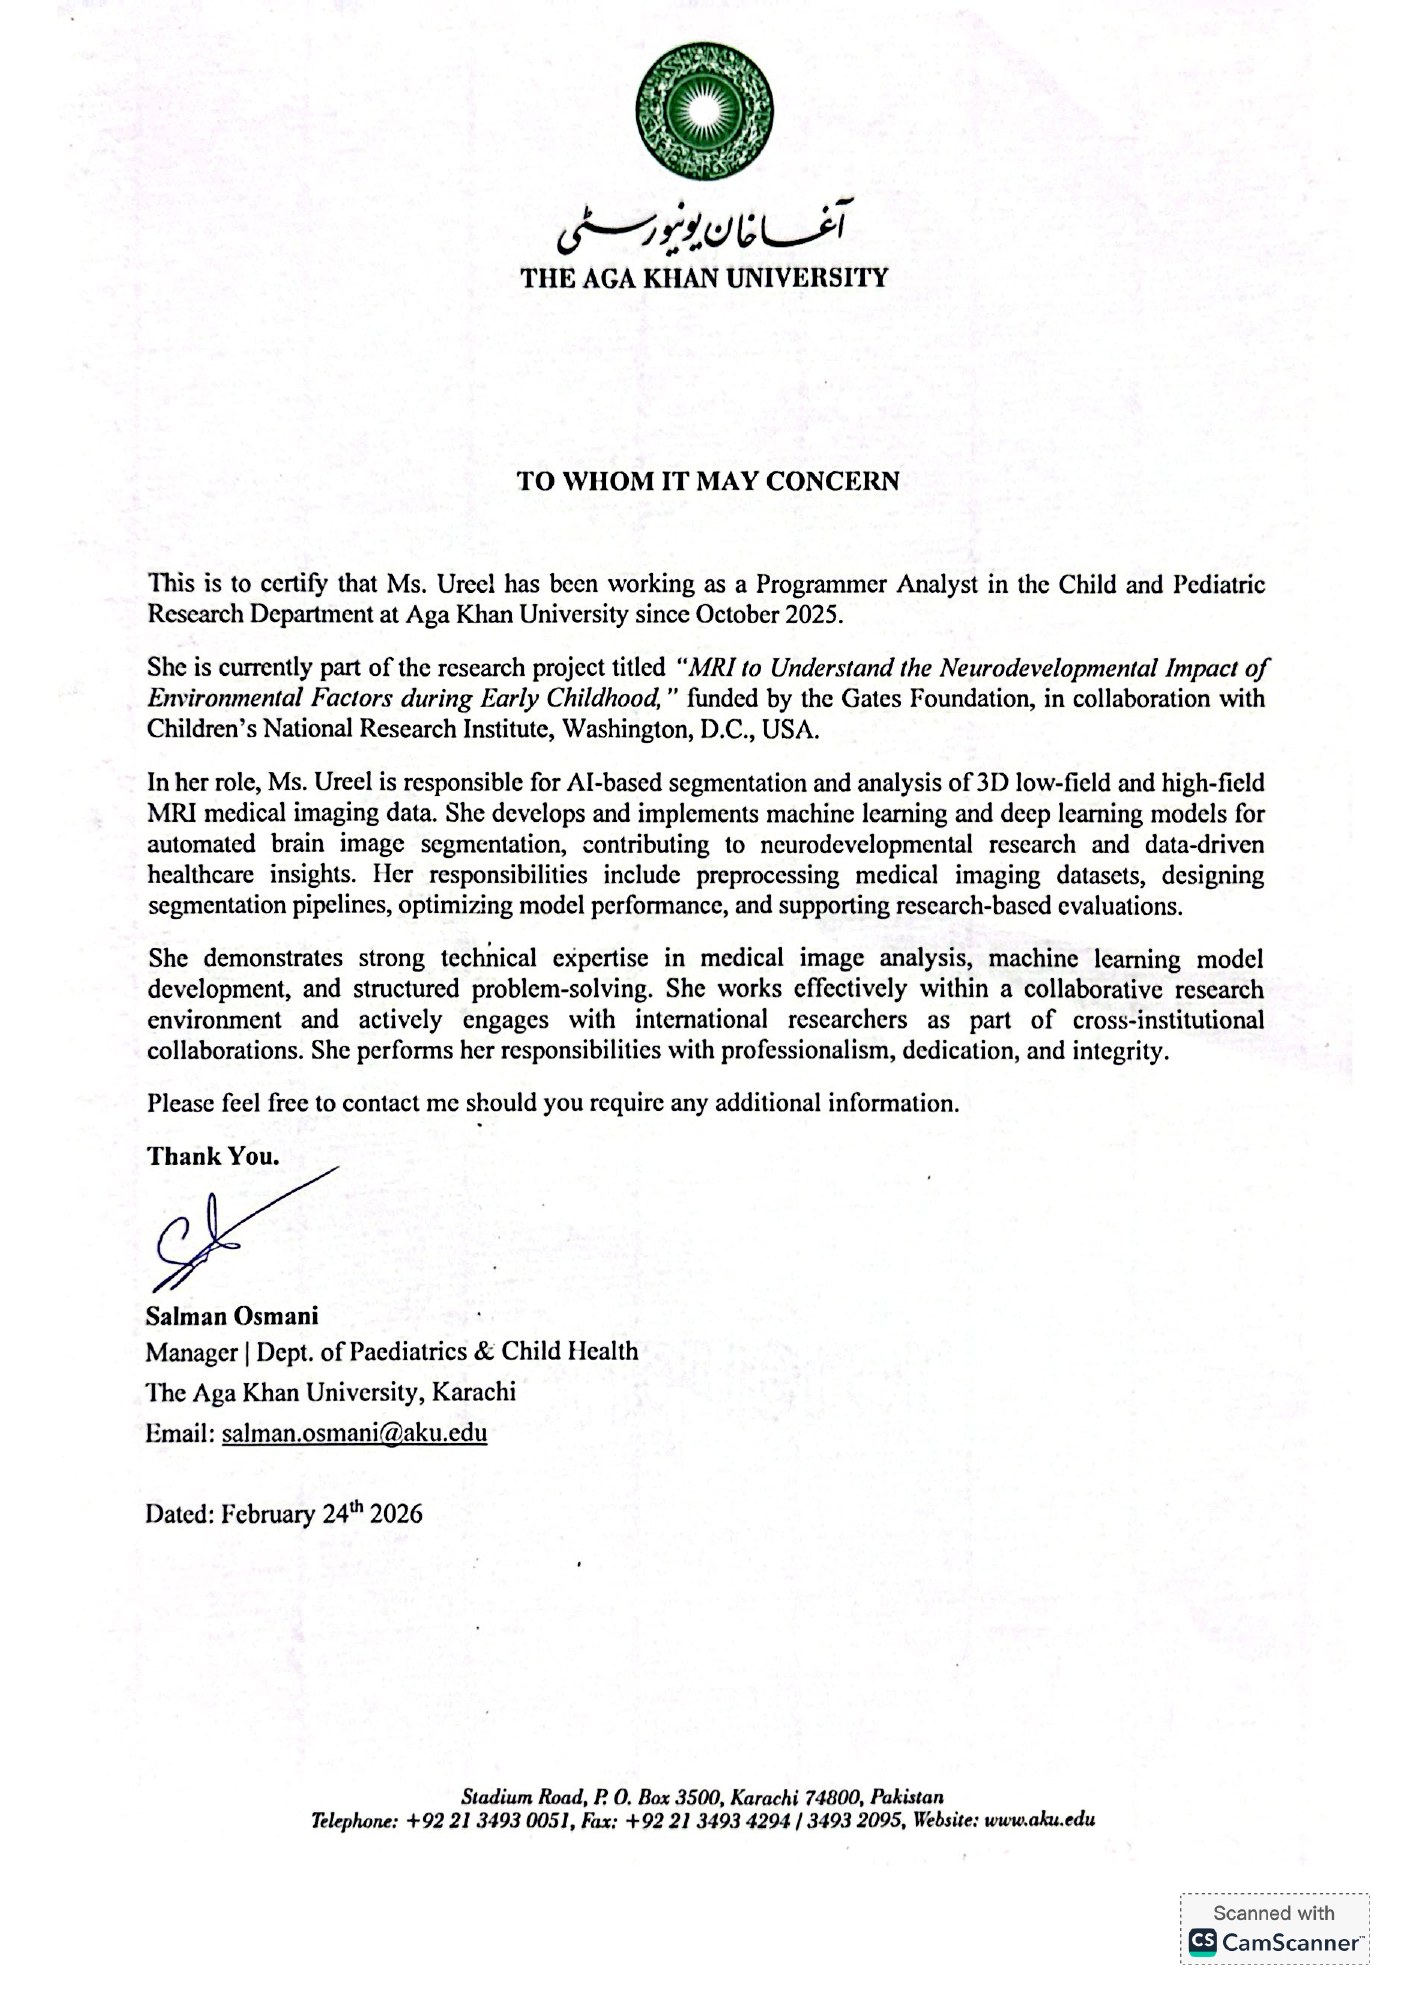 آغا خان یونیورسٹی
THE AGA KHAN UNIVERSITY
TO WHOM IT MAY CONCERN
This is to certify that Ms. Ureel has been working as a Programmer Analyst in the Child and Pediatric
Research Department at Aga Khan University since October 2025.
She is currently part of the research project titled “MRI to Understand the Neurodevelopmental Impact of
Environmental Factors during Early Childhood,” funded by the Gates Foundation, in collaboration with
Children’s National Research Institute, Washington, D.C., USA.
In her role, Ms. Ureel is responsible for AI-based segmentation and analysis of 3D low-field and high-field
MRI medical imaging data. She develops and implements machine learning and deep learning models for
automated brain image segmentation, contributing to neurodevelopmental research and data-driven
healthcare insights. Her responsibilities include preprocessing medical imaging datasets, designing
segmentation pipelines, optimizing model performance, and supporting research-based evaluations.
She demonstrates strong technical expertise in medical image analysis, machine learning model
development, and structured problem-solving. She works effectively within a collaborative research
environment and actively engages with international researchers as part of cross-institutional
collaborations. She performs her responsibilities with professionalism, dedication, and integrity.
Please feel free to contact me should you require any additional information.
Thank You.
Salman Osmani
Manager | Dept. of Paediatrics & Child Health
The Aga Khan University, Karachi
Email: salman.osmani@aku.edu
Dated: February 24th 2026
Stadium Road, P. O. Box 3500, Karachi 74800, Pakistan
Telephone: +92 21 3493 0051, Fax: +92 21 3493 4294 / 3493 2095, Website: www.aku.edu
Scanned with
CS CamScanner™